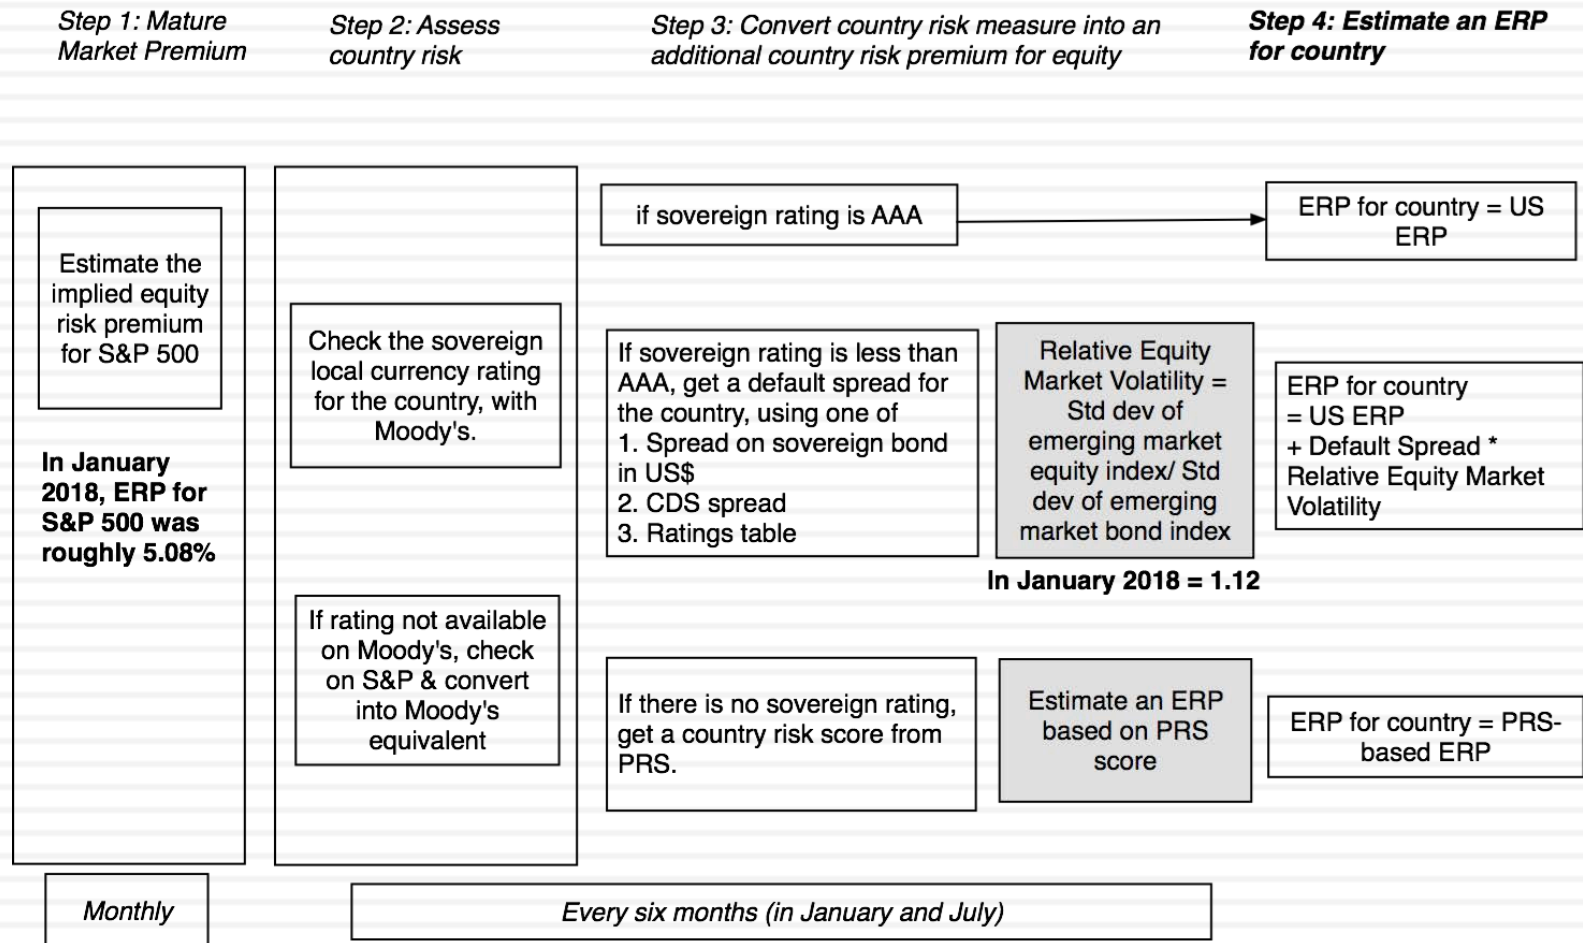 Step 1: Mature
Market Premium
Step 2: Assess
country risk
Step 3: Convert country risk measure into an
additional country risk premium for equity
Step 4: Estimate an ERP
for country
Estimate the
implied equity
risk premium
for S&P 500
In January
2018, ERP for
S&P 500 was
roughly 5.08%
Check the sovereign
local currency rating
for the country, with
Moody's.
If rating not available
on Moody's, check
on S&P & convert
into Moody's
equivalent
if sovereign rating is AAA
ERP for country = US
ERP
If sovereign rating is less than
AAA, get a default spread for
the country, using one of
1. Spread on sovereign bond
in US$
2. CDS spread
3. Ratings table
Relative Equity
Market Volatility =
Std dev of
emerging market
equity index/ Std
dev of emerging
market bond index
In January 2018 = 1.12
ERP for country
= US ERP
+ Default Spread *
Relative Equity Market
Volatility
If there is no sovereign rating,
get a country risk score from
PRS.
Estimate an ERP
based on PRS
score
ERP for country = PRS-
based ERP
Monthly
Every six months (in January and July)